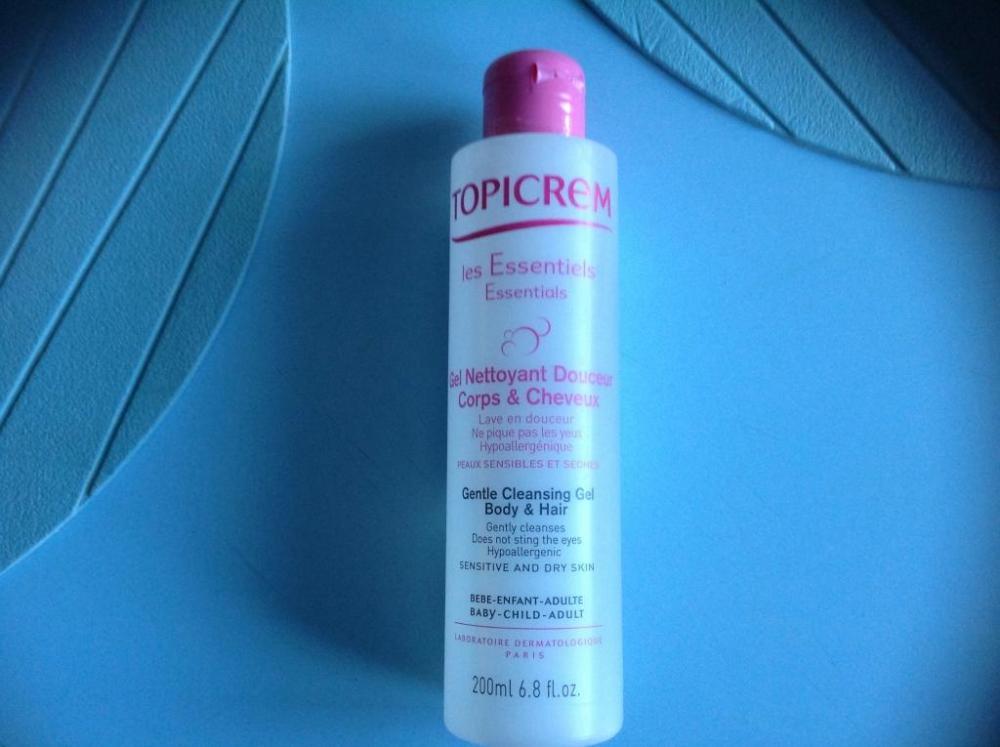 TOPICREM
les Essentiels
Essentials
Gel Nettoyant Douceur
Corps & Cheveux
Lave en douceur
Ne pique pas les yeux
Hypoallergénique
PEAUX SENSIBLES ET SECHES
Gentle Cleansing Gel
Body & Hair
Gently cleanses
Does not sting the eyes
Hypoallergenic
SENSITIVE AND DRY SKIN
BEBE-ENFANT-ADULTE
BABY-CHILD-ADULT
LABORATOIRE DERMATOLOGIQUE
PARIS
200ml 6.8 fl.oz.